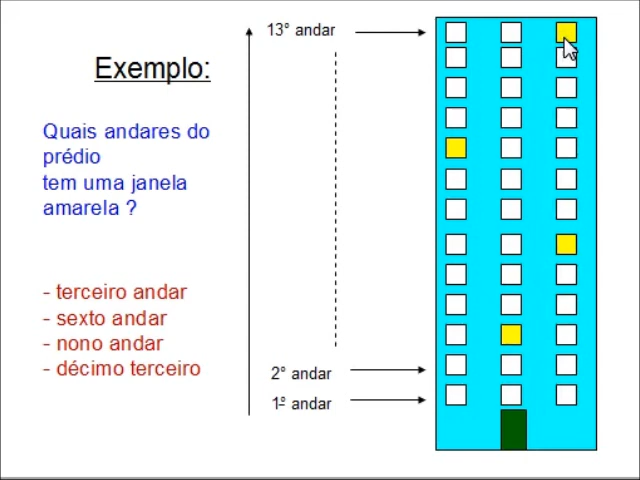 13° andar
Exemplo:
Quais andares do
prédio
tem uma janela
amarela ?
- terceiro andar
- sexto andar
- nono andar
- décimo terceiro
2° andar
1º andar